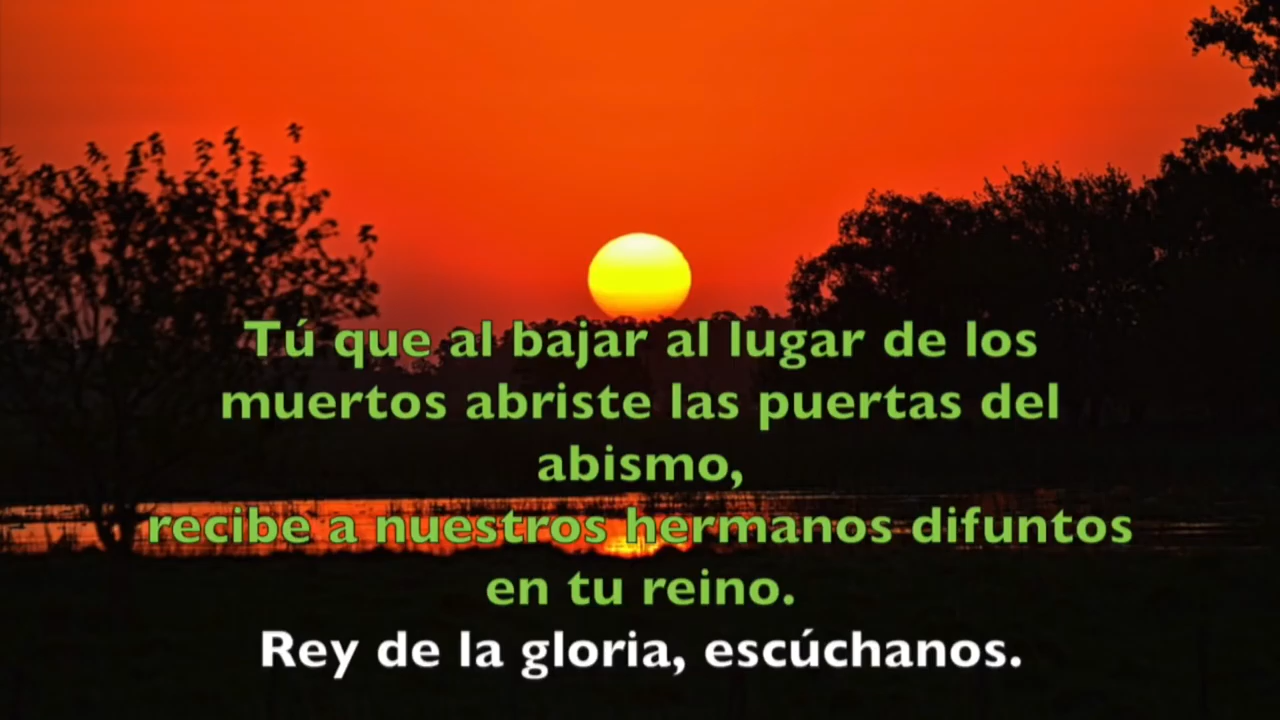 Tú que al bajar al lugar de los
muertos abriste las puertas del
abismo,
recibe a nuestros hermanos difuntos
en tu reino.
Rey de la gloria, escúchanos.